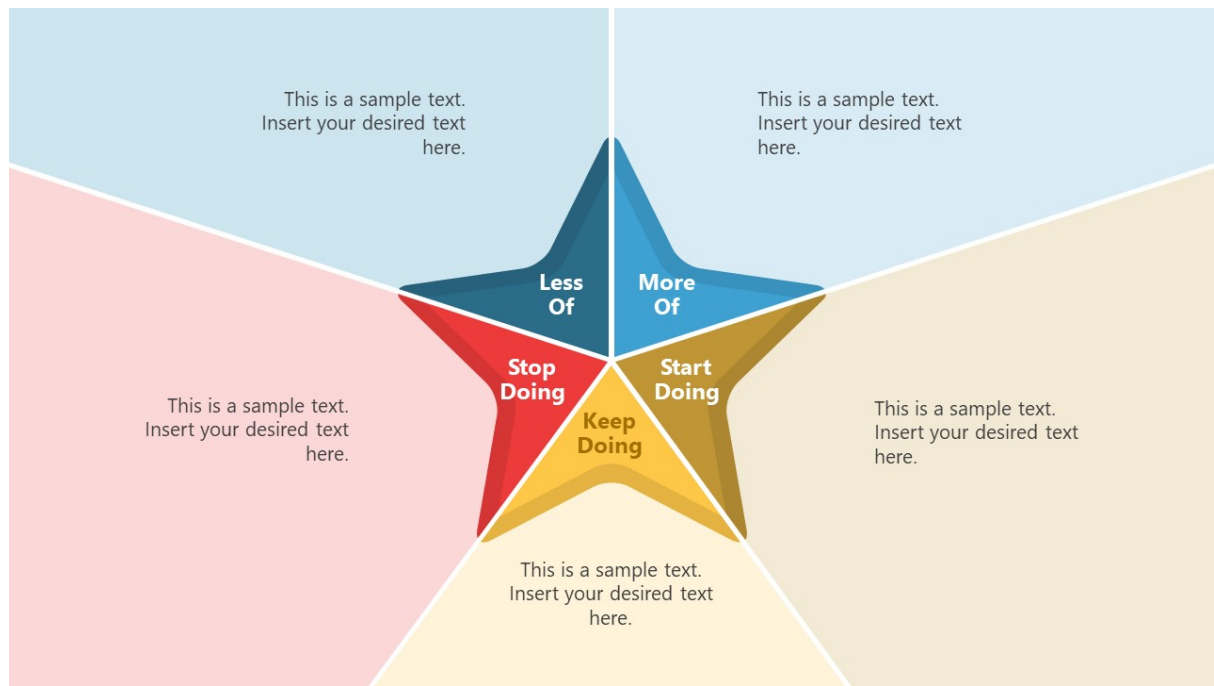 This is a sample text.
Insert your desired text
here.
This is a sample text.
Insert your desired text
here.
Less
Of
More
Of
Stop
Doing
Start
Doing
Keep
Doing
This is a sample text.
Insert your desired text
here.
This is a sample text.
Insert your desired text
here.
This is a sample text.
Insert your desired text
here.